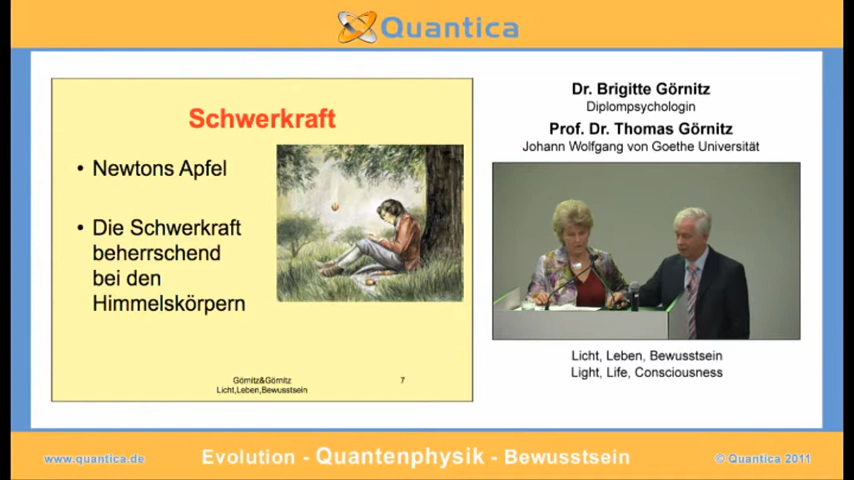 Quantica
Schwerkraft
• Newtons Apfel
• Die Schwerkraft
beherrschend
bei den
Himmelskörpern
Görnitz&Görnitz
Licht,Leben,Bewusstsein
7
Dr. Brigitte Görnitz
Diplompsychologin
Prof. Dr. Thomas Görnitz
Johann Wolfgang von Goethe Universität
Licht, Leben, Bewusstsein
Light, Life, Consciousness
www.quantica.de
Evolution - Quantenphysik - Bewusstsein
© Quantica 2011